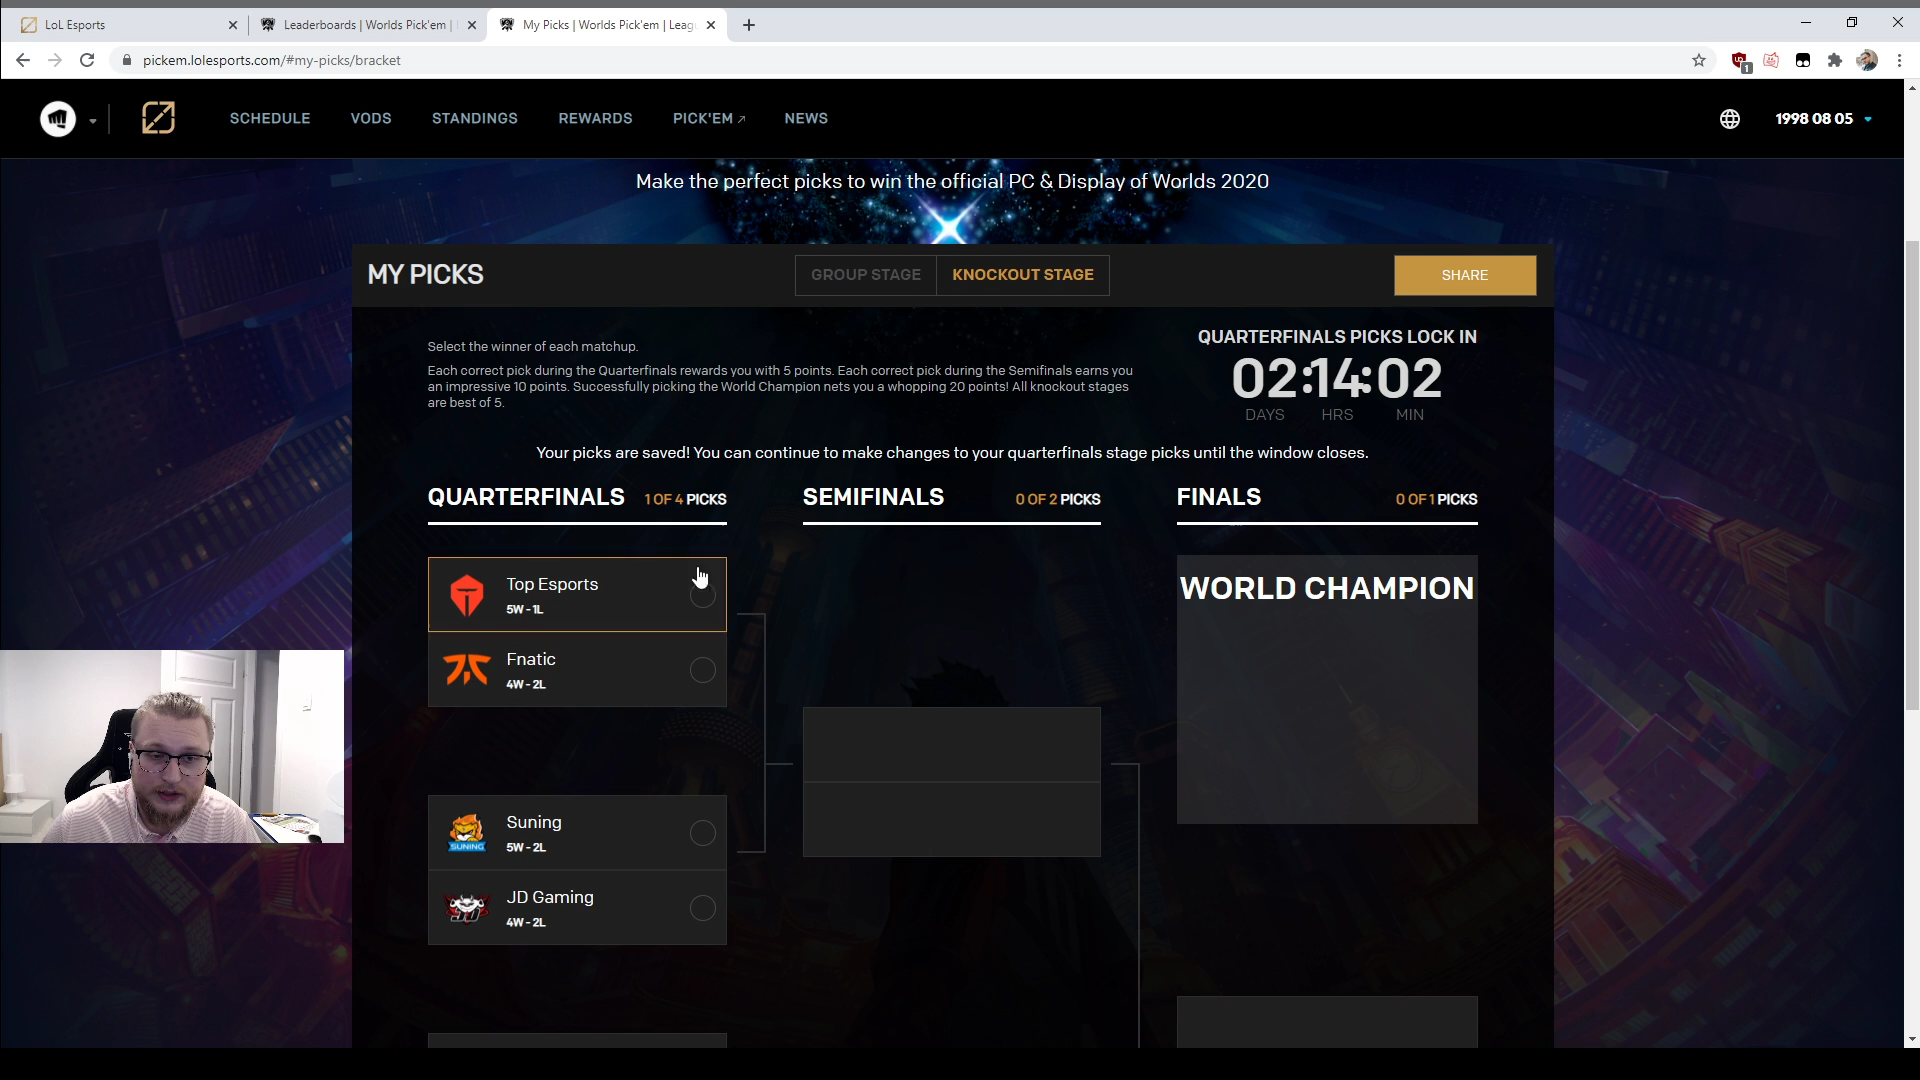 LoL Esports
Leaderboards | Worlds Pick'em |
My Picks | Worlds Pick'em | Leag
pickem.lolesports.com/#my-picks/bracket
1
SCHEDULE
VODS
STANDINGS
REWARDS
PICK'EM
NEWS
1998 08 05
Make the perfect picks to win the official PC & Display of Worlds 2020
MY PICKS
GROUP STAGE
KNOCKOUT STAGE
SHARE
Select the winner of each matchup.
Each correct pick during the Quarterfinals rewards you with 5 points. Each correct pick during the Semifinals earns you
an impressive 10 points. Successfully picking the World Champion nets you a whopping 20 points! All knockout stages
are best of 5.
QUARTERFINALS PICKS LOCK IN
02:14:02
DAYS HRS MIN
Your picks are saved! You can continue to make changes to your quarterfinals stage picks until the window closes.
QUARTERFINALS 1 OF 4 PICKS
SEMIFINALS 0 OF 2 PICKS
FINALS 0 OF 1 PICKS
Top Esports
5W - 1L
Fnatic
4W - 2L
WORLD CHAMPION
SUNING
Suning
5W - 2L
JD
JD Gaming
4W - 2L